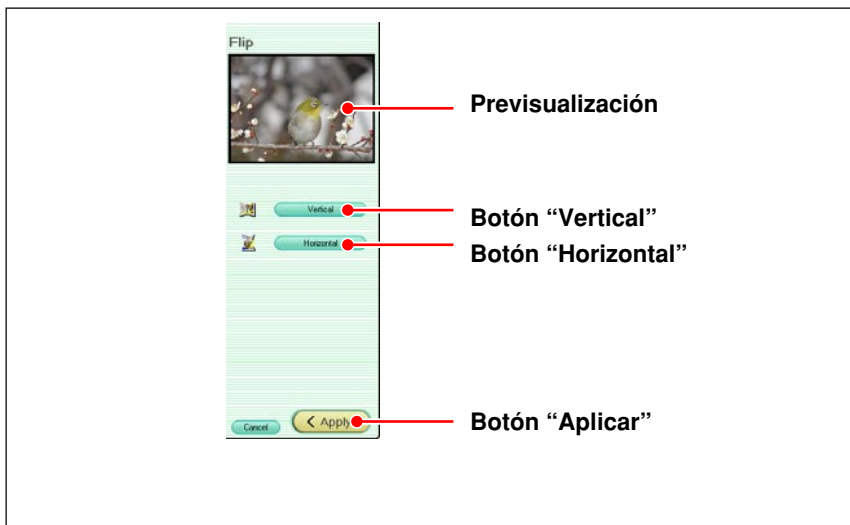 Flip
Previsualización
Vertical
Botón “Vertical”
Horizontal
Botón “Horizontal”
Cancel
Apply
Botón “Aplicar”